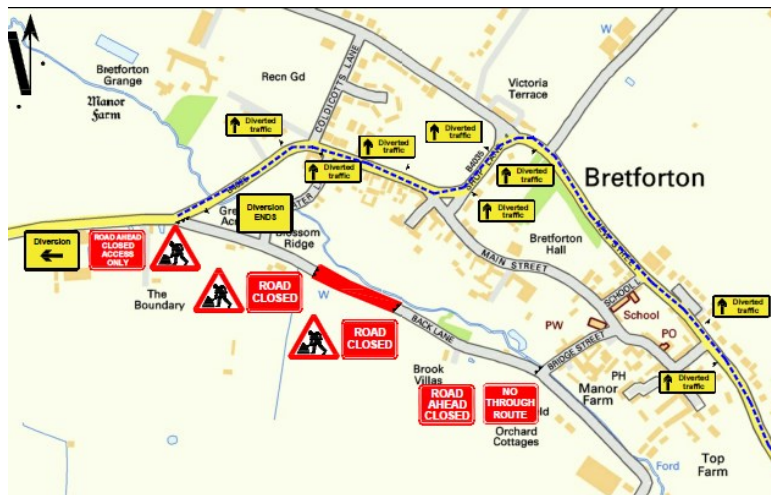 W
Bretforton
Grange
Manor
Farm
Recn Gd
COLDICOTTS LANE
Victoria
Terrace
Diverted
traffic
Diverted
traffic
Diverted
traffic
Diverted
traffic
B4035
Diverted
traffic
Diverted
traffic
Bretforton
Diversion
ENDS
Blossom
Ridge
Bretforton
Hall
MAIN STREET
Diversion
ROAD AHEAD
CLOSED
ACCESS
ONLY
The
Boundary
W
ROAD
CLOSED
ROAD
CLOSED
BACK LANE
SCHOOL L
School
PW
PO
BRIDGE STREET
PH
Manor
Farm
Diverted
traffic
Diverted
traffic
Brook
Villas
ROAD
AHEAD
CLOSED
NO
THROUGH
ROUTE
Orchard
Cottages
Ford
Top
Farm